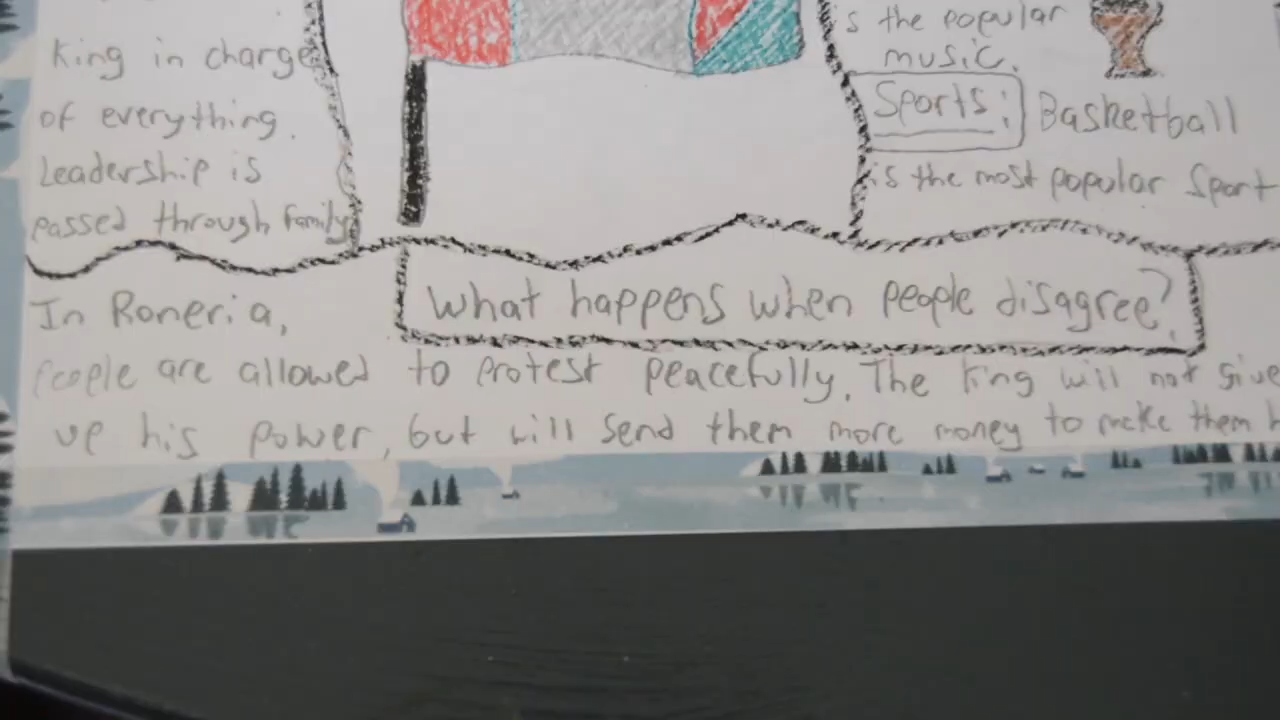 King in charge
of everything.
Leadership is
passed through family
is the popular
music.
Sports: Basketball
is the most popular Sport
What happens when people disagree?
In Roneria,
people are allowed to protest peacefully. The king will not give
up his power, but will send them more money to make them